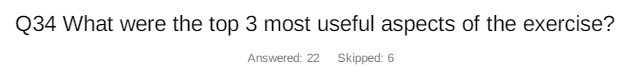 Q34 What were the top 3 most useful aspects of the exercise?
Answered: 22 Skipped: 6